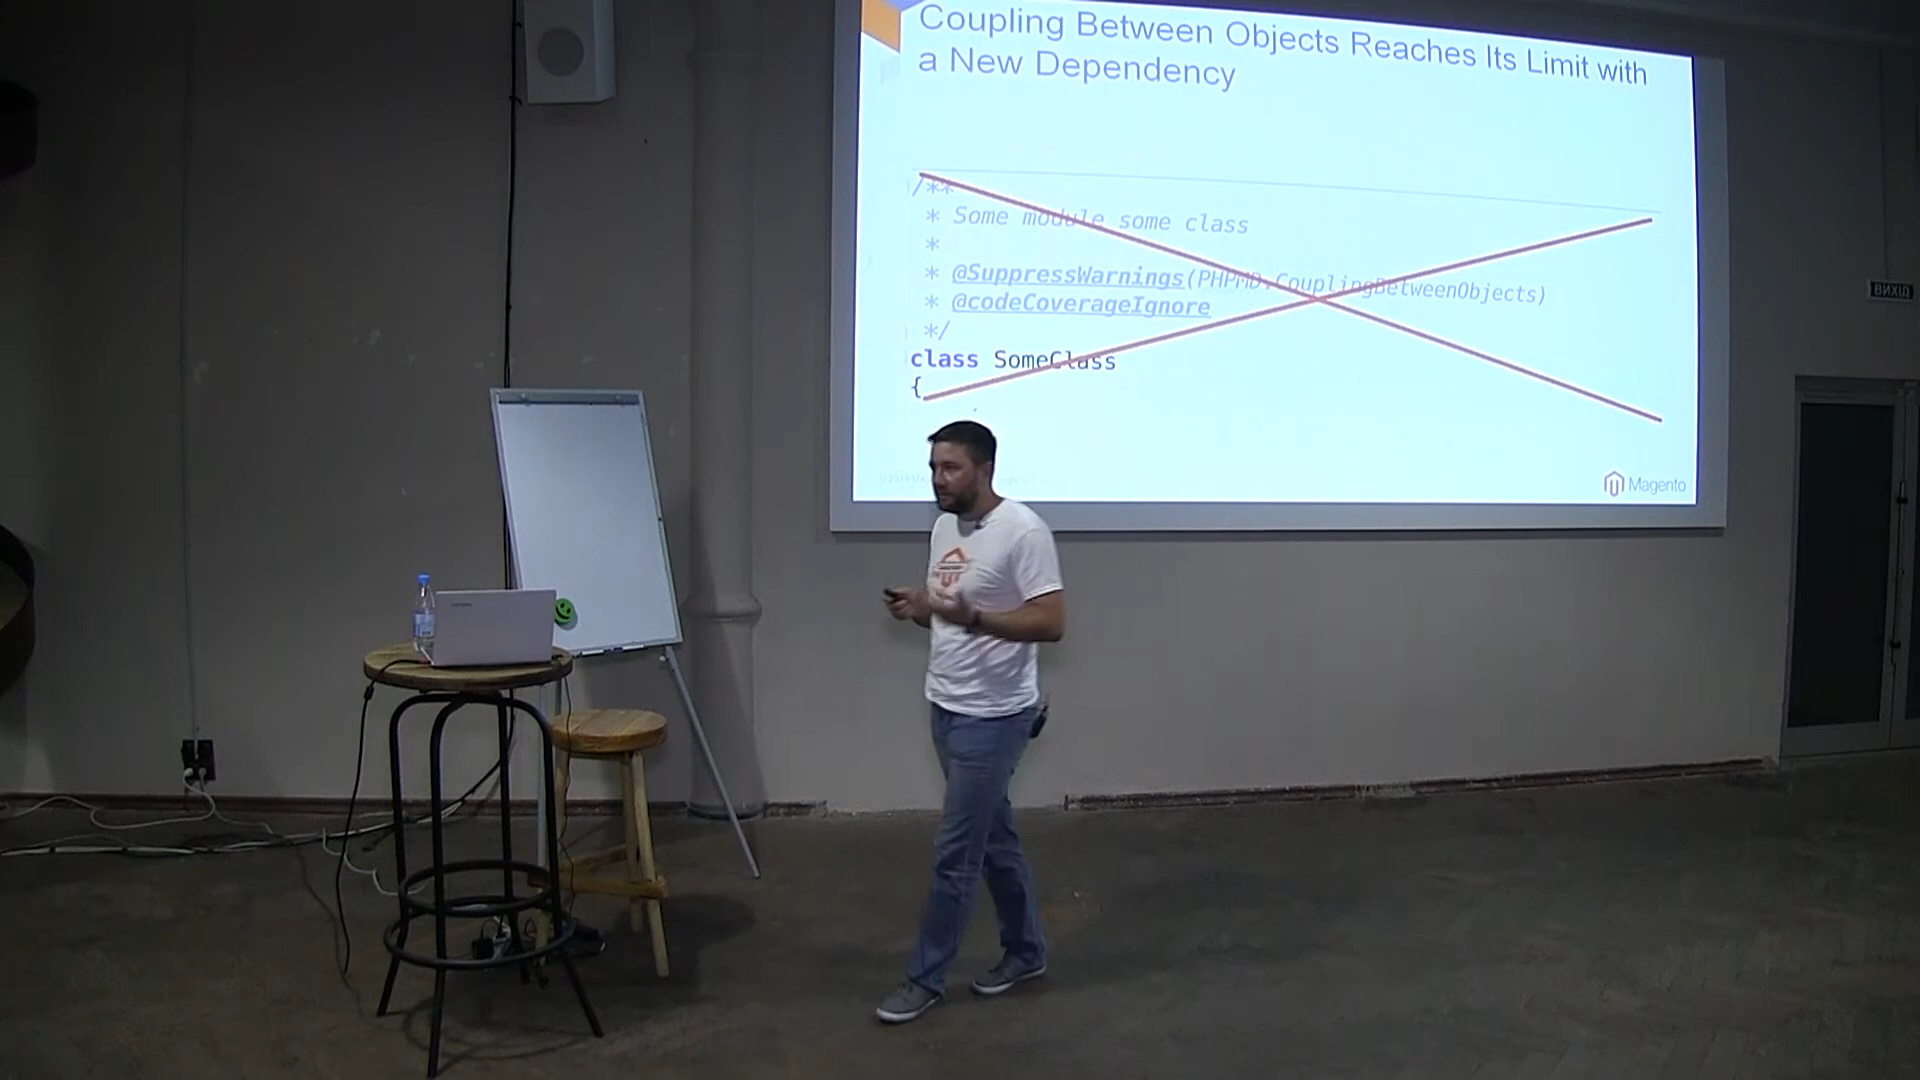 Coupling Between Objects Reaches Its Limit with
a New Dependency
/**
* Some module some class
*
* @SuppressWarnings(PHPMD.CouplingBetweenObjects)
* @codeCoverageIgnore
*/
class SomeClass
{
Magento
ВИХІД